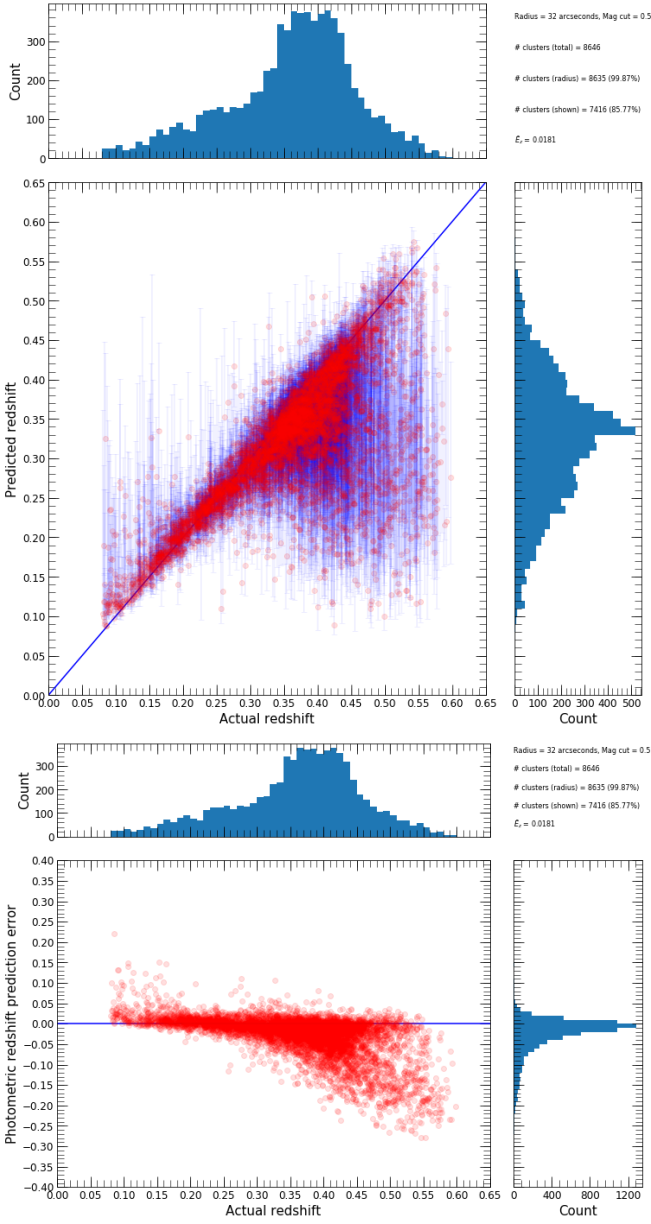 300
200
100
0
Count
Radius = 32 arcseconds, Mag cut = 0.5
# clusters (total) = 8646
# clusters (radius) = 8635 (99.87%)
# clusters (shown) = 7416 (85.77%)
Ēz = 0.0181
0.65
0.60
0.55
0.50
0.45
0.40
0.35
0.30
0.25
0.20
0.15
0.10
0.05
0.00
Predicted redshift
0.00 0.05 0.10 0.15 0.20 0.25 0.30 0.35 0.40 0.45 0.50 0.55 0.60 0.65
Actual redshift
0 100 200 300 400 500
Count
300
200
100
0
Count
Radius = 32 arcseconds, Mag cut = 0.5
# clusters (total) = 8646
# clusters (radius) = 8635 (99.87%)
# clusters (shown) = 7416 (85.77%)
Ēz = 0.0181
0.40
0.35
0.30
0.25
0.20
0.15
0.10
0.05
0.00
−0.05
−0.10
−0.15
−0.20
−0.25
−0.30
−0.35
−0.40
Photometric redshift prediction error
0.00 0.05 0.10 0.15 0.20 0.25 0.30 0.35 0.40 0.45 0.50 0.55 0.60 0.65
Actual redshift
0 400 800 1200
Count